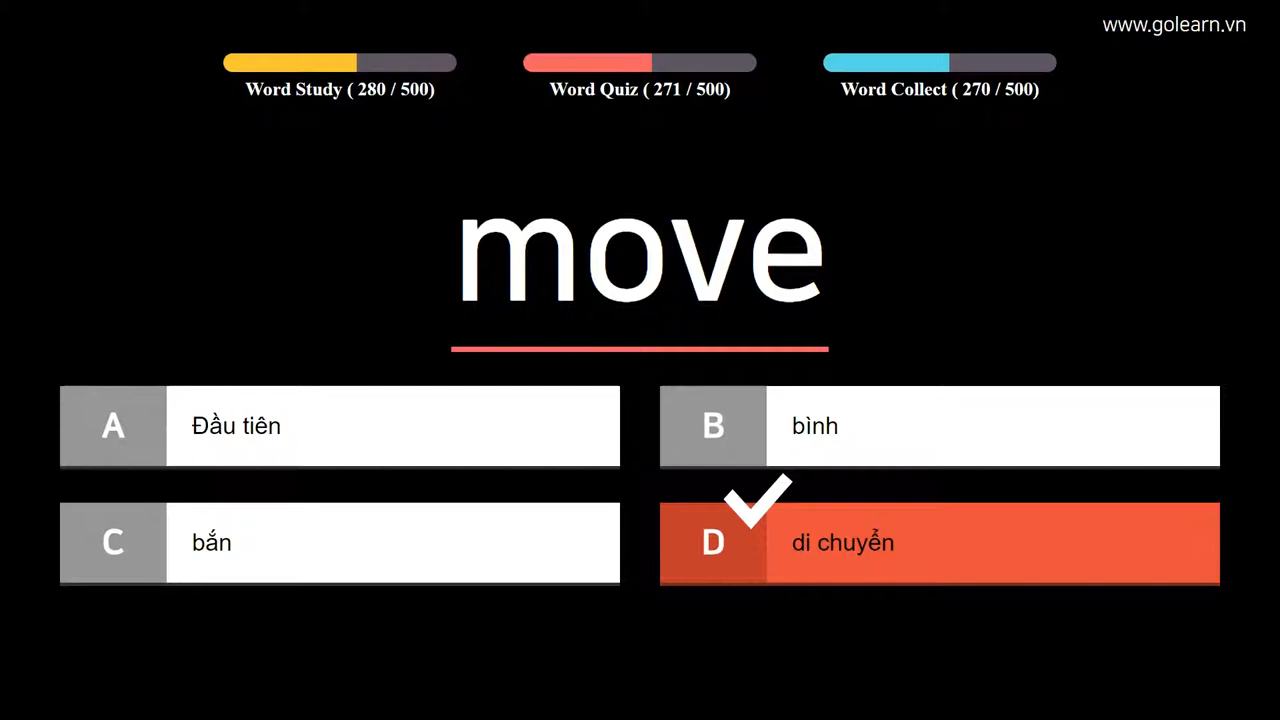 www.golearn.vn
Word Study ( 280 / 500)
Word Quiz ( 271 / 500)
Word Collect ( 270 / 500)
move
A Đầu tiên
B bình
C bắn
D di chuyển